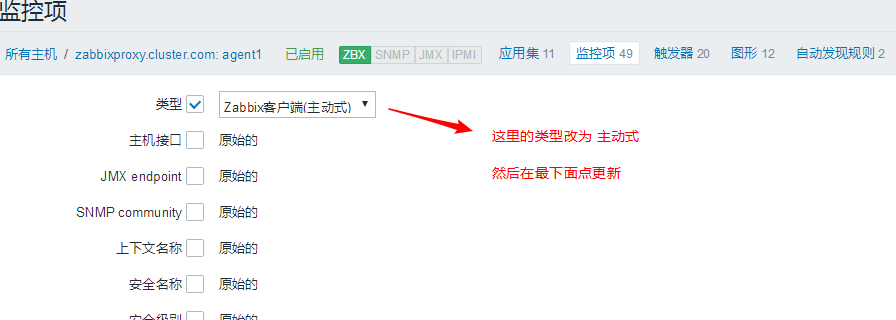 监控项
所有主机 / zabbixproxy.cluster.com: agent1 已启用 ZBX SNMP JMX IPMI 应用集 11 监控项 49 触发器 20 图形 12 自动发现规则 2
类型 Zabbix客户端(主动式)
这里的类型改为 主动式
主机接口 原始的
然后在最下面点更新
JMX endpoint 原始的
SNMP community 原始的
上下文名称 原始的
安全名称 原始的
安全级别 原始的